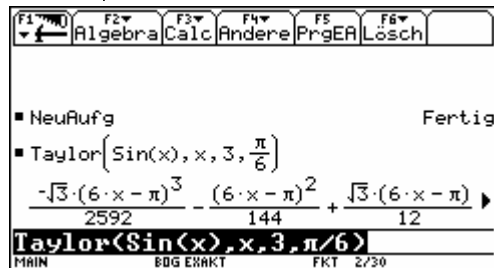 F1 F2 Algebra F3 Calc F4 Andere F5 PrgEA F6 Lösch
▪ NeuAufg Fertig
▪ Taylor(Sin(x), x, 3, π/6)
-√3·(6·x − π)^3/2592 − (6·x − π)^2/144 + √3·(6·x − π)/12 ▶
Taylor(Sin(x),x,3,π/6)
MAIN BOG EXAKT FKT 2/30